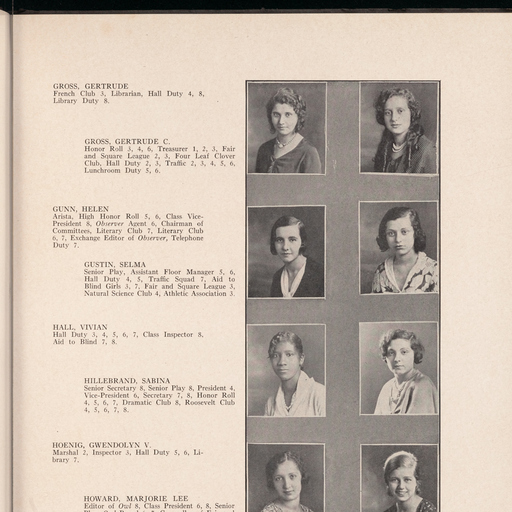 GROSS, GERTRUDE
French Club 3, Librarian, Hall Duty 4, 8,
Library Duty 8.
GROSS, GERTRUDE C.
Honor Roll 3, 4, 6, Treasurer 1, 2, 3, Fair
and Square League 2, 3, Four Leaf Clover
Club, Hall Duty 2, 3, Traffic 2, 3, 4, 5, 6,
Lunchroom Duty 5, 6.
GUNN, HELEN
Arista, High Honor Roll 5, 6, Class Vice-
President 8, Observer Agent 6, Chairman of
Committees, Literary Club 7, Literary Club
6, 7, Exchange Editor of Observer, Telephone
Duty 7.
GUSTIN, SELMA
Senior Play, Assistant Floor Manager 5, 6,
Hall Duty 4, 5, Traffic Squad 7, Aid to
Blind Girls 3, 7, Fair and Square League 3,
Natural Science Club 4, Athletic Association 3.
HALL, VIVIAN
Hall Duty 3, 4, 5, 6, 7, Class Inspector 8,
Aid to Blind 7, 8.
HILLEBRAND, SABINA
Senior Secretary 8, Senior Play 8, President 4,
Vice-President 6, Secretary 7, 8, Honor Roll
4, 5, 6, 7, Dramatic Club 8, Roosevelt Club
4, 5, 6, 7, 8.
HOENIG, GWENDOLYN V.
Marshal 2, Inspector 3, Hall Duty 5, 6, Li-
brary 7.
HOWARD, MARJORIE LEE
Editor of Owl 8, Class President 6, 8, Senior